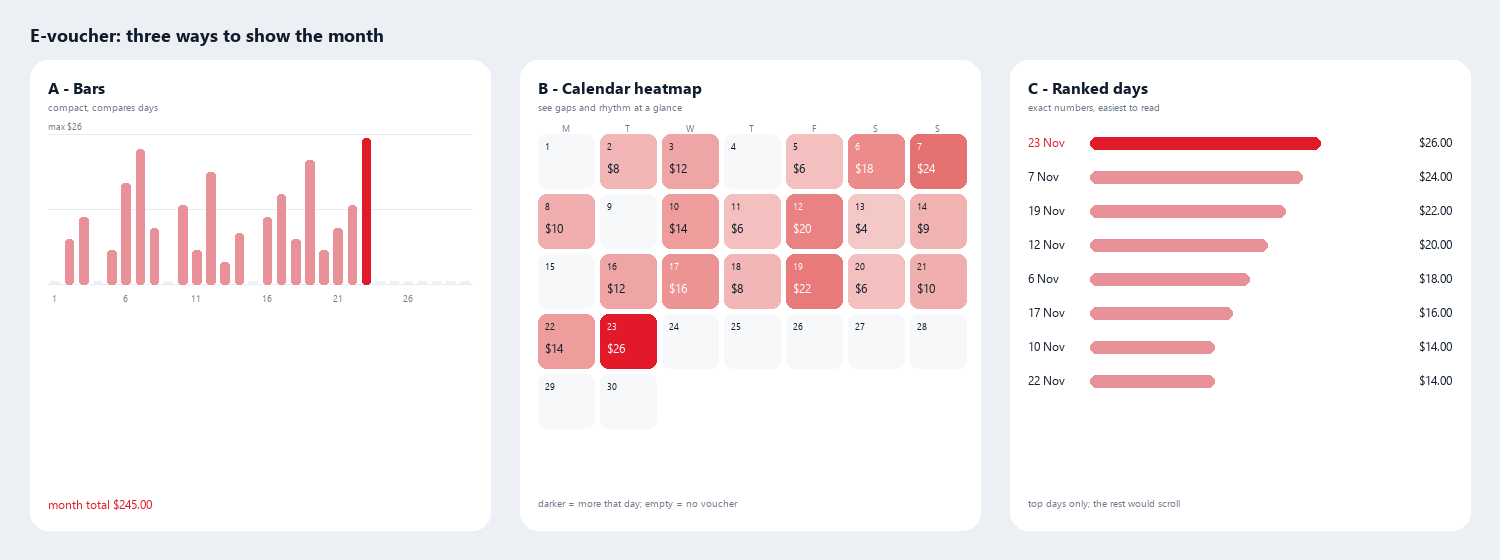 E-voucher: three ways to show the month
A - Bars
compact, compares days
max $26
1 6 11 16 21 26
month total $245.00
B - Calendar heatmap
see gaps and rhythm at a glance
M T W T F S S
1 2 3 4 5 6 7
$8 $12 $6 $18 $24
8 9 10 11 12 13 14
$10 $14 $6 $20 $4 $9
15 16 17 18 19 20 21
$12 $16 $8 $22 $6 $10
22 23 24 25 26 27 28
$14 $26
29 30
darker = more that day; empty = no voucher
C - Ranked days
exact numbers, easiest to read
23 Nov $26.00
7 Nov $24.00
19 Nov $22.00
12 Nov $20.00
6 Nov $18.00
17 Nov $16.00
10 Nov $14.00
22 Nov $14.00
top days only; the rest would scroll